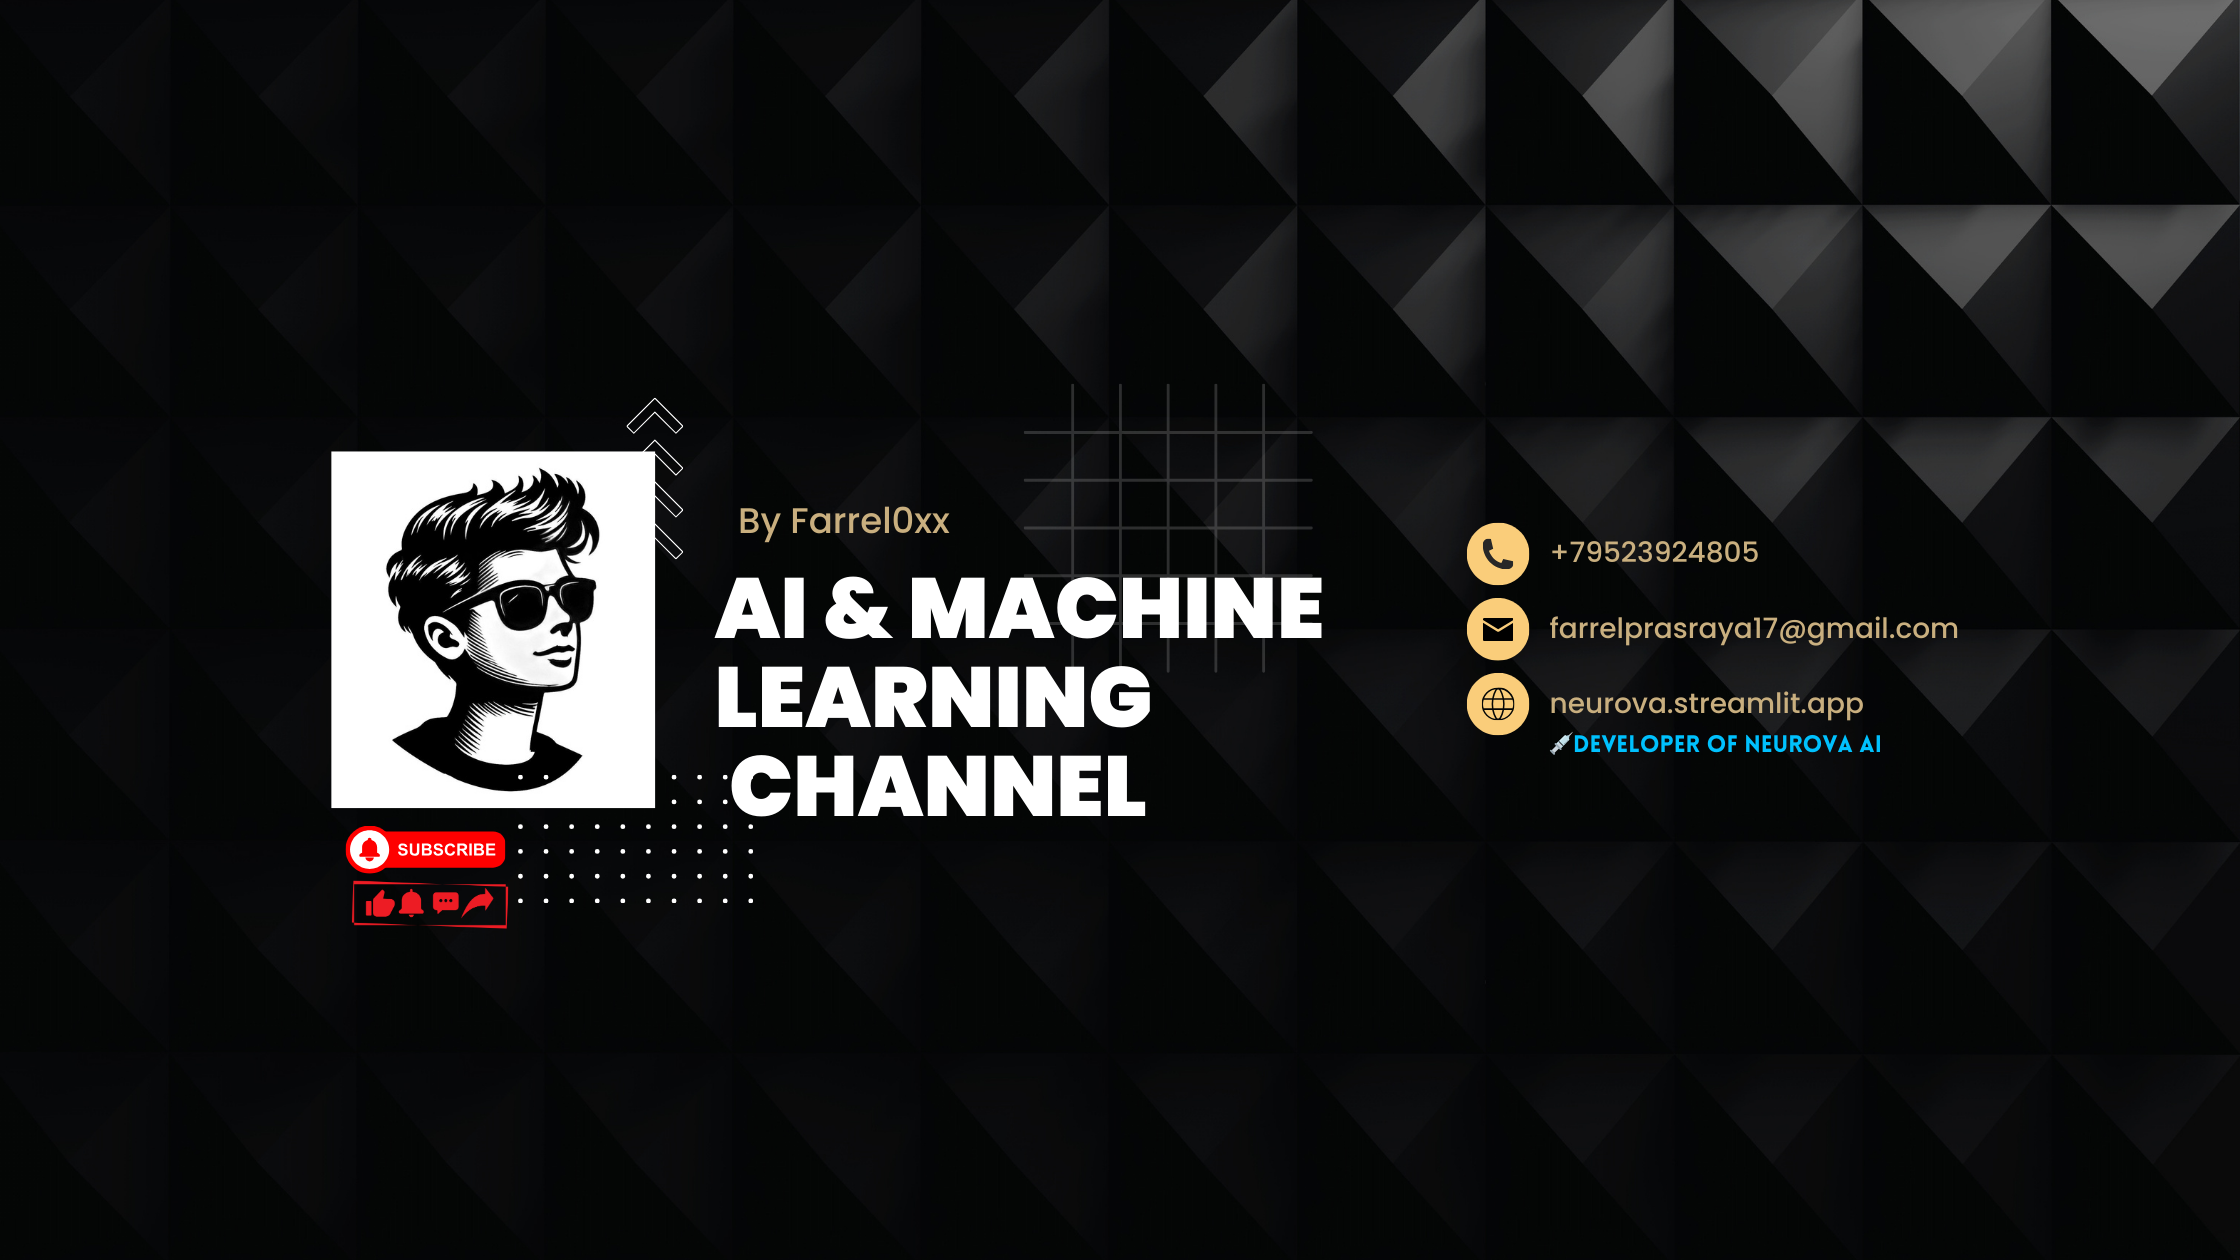 By Farrel0xx
AI & MACHINE
LEARNING
CHANNEL
SUBSCRIBE
+79523924805
farrelprasraya17@gmail.com
neurova.streamlit.app
DEVELOPER OF NEUROVA AI